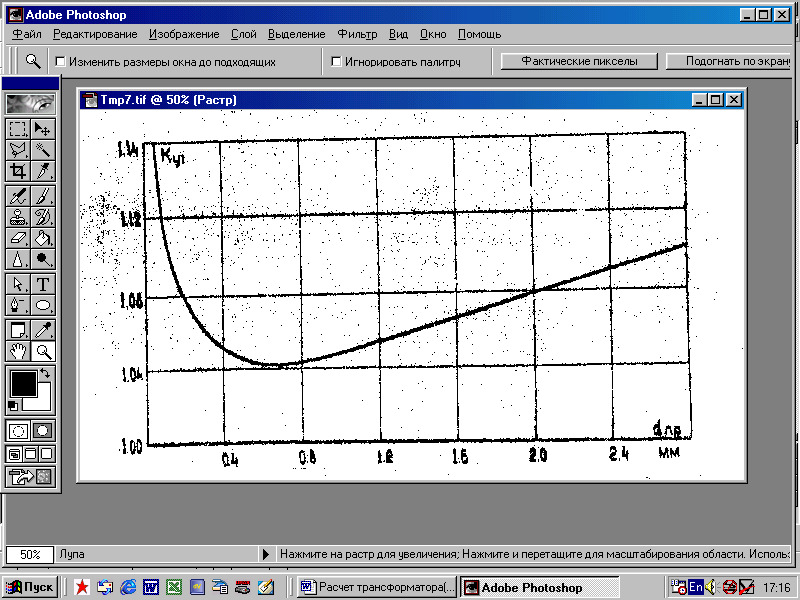 Adobe Photoshop
Файл Редактирование Изображение Слой Выделение Фильтр Вид Окно Помощь
Изменить размеры окна до подходящих Игнорировать палитру Фактические пикселы Подогнать по экран
Tmp7.tif @ 50% (Растр)
1.14
Kу1
1.12
1.08
1.04
1.00
0.4 0.8 1.2 1.6 2.0 2.4
dпр
мм
50% Лупа Нажмите на растр для увеличения; Нажмите и перетащите для масштабирования области. Исполь
Пуск Расчет трансформатора(... Adobe Photoshop En 17:16